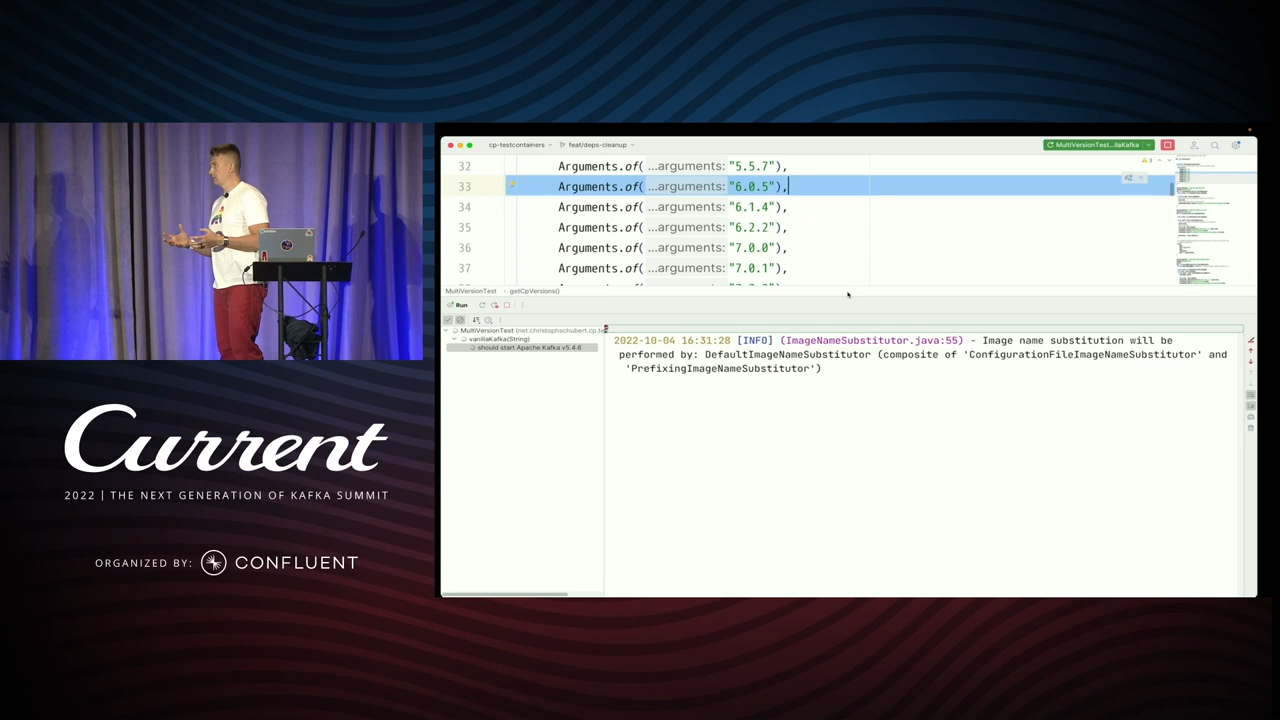 cp-testcontainers
feat/deps-cleanup
MultiVersionTest...llaKafka
3
32 Arguments.of( ...arguments: "5.5.7"),
33 Arguments.of( ...arguments: "6.0.5"),
34 Arguments.of( ...arguments: "6.1.4"),
35 Arguments.of( ...arguments: "6.2.2"),
36 Arguments.of( ...arguments: "7.0.0"),
37 Arguments.of( ...arguments: "7.0.1"),
MultiVersionTest › getCpVersions()
Run
MultiVersionTest (net.christophschubert.cp.te
vanillaKafka(String)
should start Apache Kafka v5.4.6
2022-10-04 16:31:28 [INFO] (ImageNameSubstitutor.java:55) - Image name substitution will be
performed by: DefaultImageNameSubstitutor (composite of 'ConfigurationFileImageNameSubstitutor' and
'PrefixingImageNameSubstitutor')
Current
2022 | THE NEXT GENERATION OF KAFKA SUMMIT
ORGANIZED BY: CONFLUENT